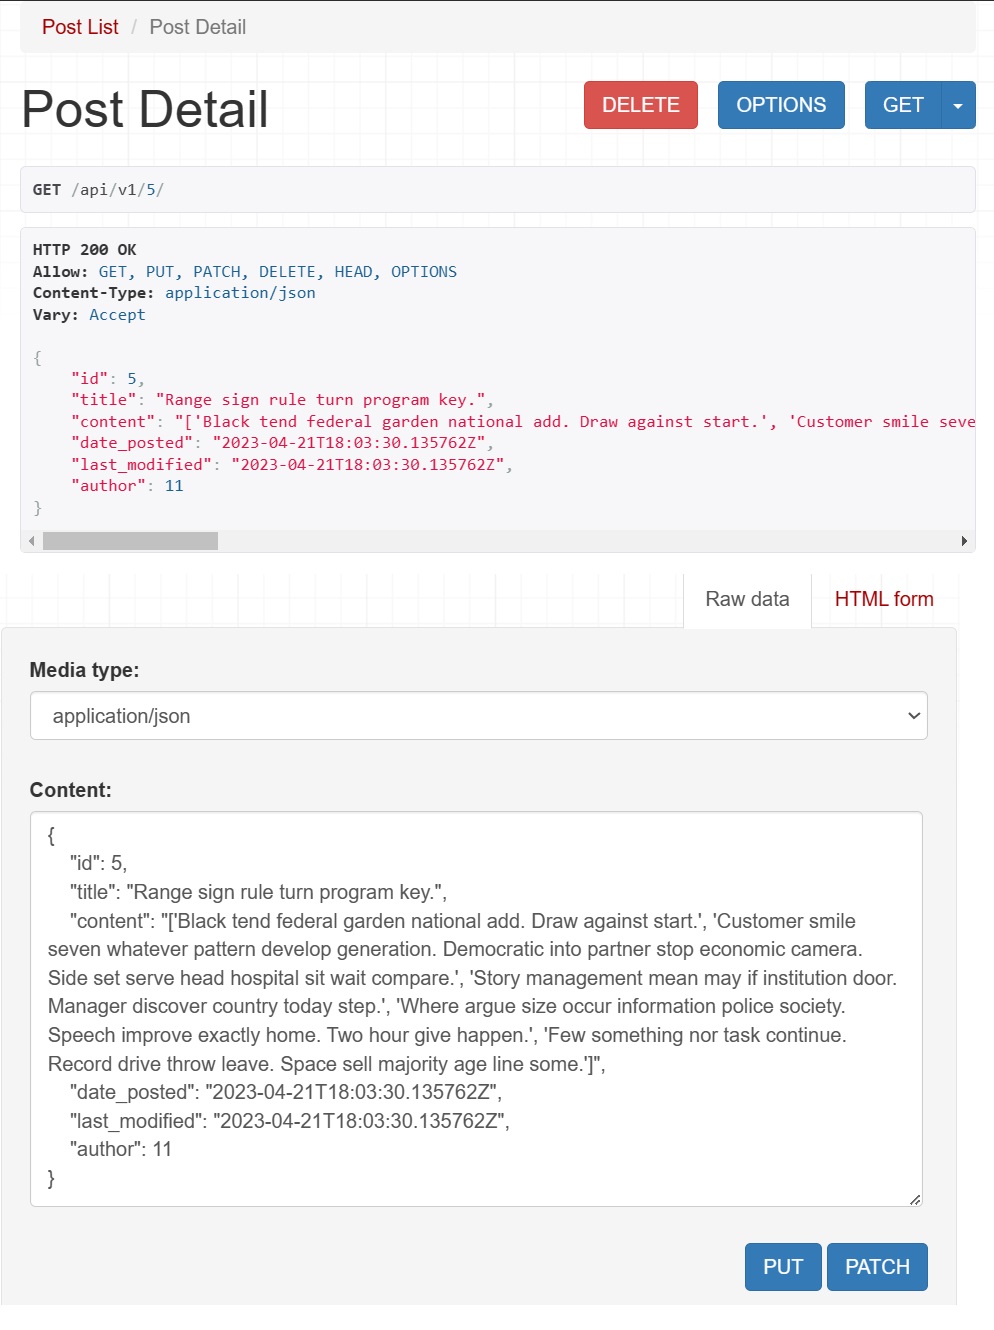 Post List / Post Detail
Post Detail
DELETE
OPTIONS
GET
GET /api/v1/5/
HTTP 200 OK
Allow: GET, PUT, PATCH, DELETE, HEAD, OPTIONS
Content-Type: application/json
Vary: Accept
{
"id": 5,
"title": "Range sign rule turn program key.",
"content": "['Black tend federal garden national add. Draw against start.', 'Customer smile seve
"date_posted": "2023-04-21T18:03:30.135762Z",
"last_modified": "2023-04-21T18:03:30.135762Z",
"author": 11
}
Raw data
HTML form
Media type:
application/json
Content:
{
"id": 5,
"title": "Range sign rule turn program key.",
"content": "['Black tend federal garden national add. Draw against start.', 'Customer smile
seven whatever pattern develop generation. Democratic into partner stop economic camera.
Side set serve head hospital sit wait compare.', 'Story management mean may if institution door.
Manager discover country today step.', 'Where argue size occur information police society.
Speech improve exactly home. Two hour give happen.', 'Few something nor task continue.
Record drive throw leave. Space sell majority age line some.']",
"date_posted": "2023-04-21T18:03:30.135762Z",
"last_modified": "2023-04-21T18:03:30.135762Z",
"author": 11
}
PUT
PATCH